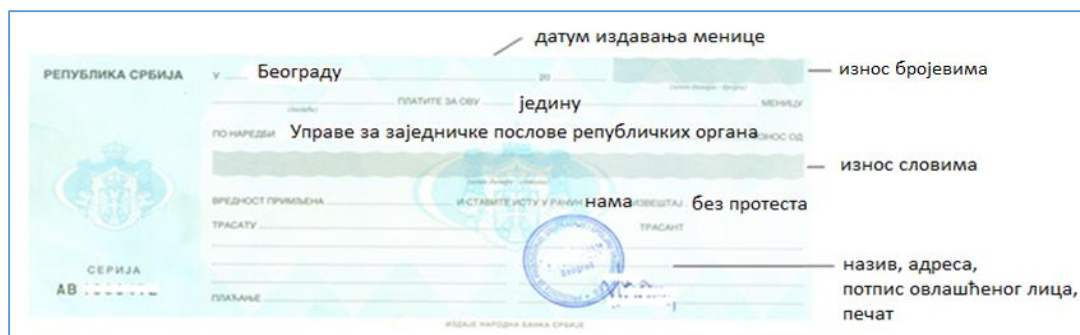 датум издавања менице
РЕПУБЛИКА СРБИЈА У Београду 20 износ бројевима
ПЛАТИТЕ ЗА ОВУ једину МЕНИЦУ
ПО НАРЕДБИ Управе за заједничке послове републичких органа ИЗНОС ОД
износ словима
ВРЕДНОСТ ПРИМЉЕНА И СТАВИТЕ ИСТУ У РАЧУН нама ИЗВЕШТАЈ без протеста
ТРАСАТУ ТРАСАНТ
СЕРИЈА
АВ
назив, адреса,
потпис овлашћеног лица,
печат
ПЛАЋАЊЕ
ИЗДАЈЕ НАРОДНА БАНКА СРБИЈЕ